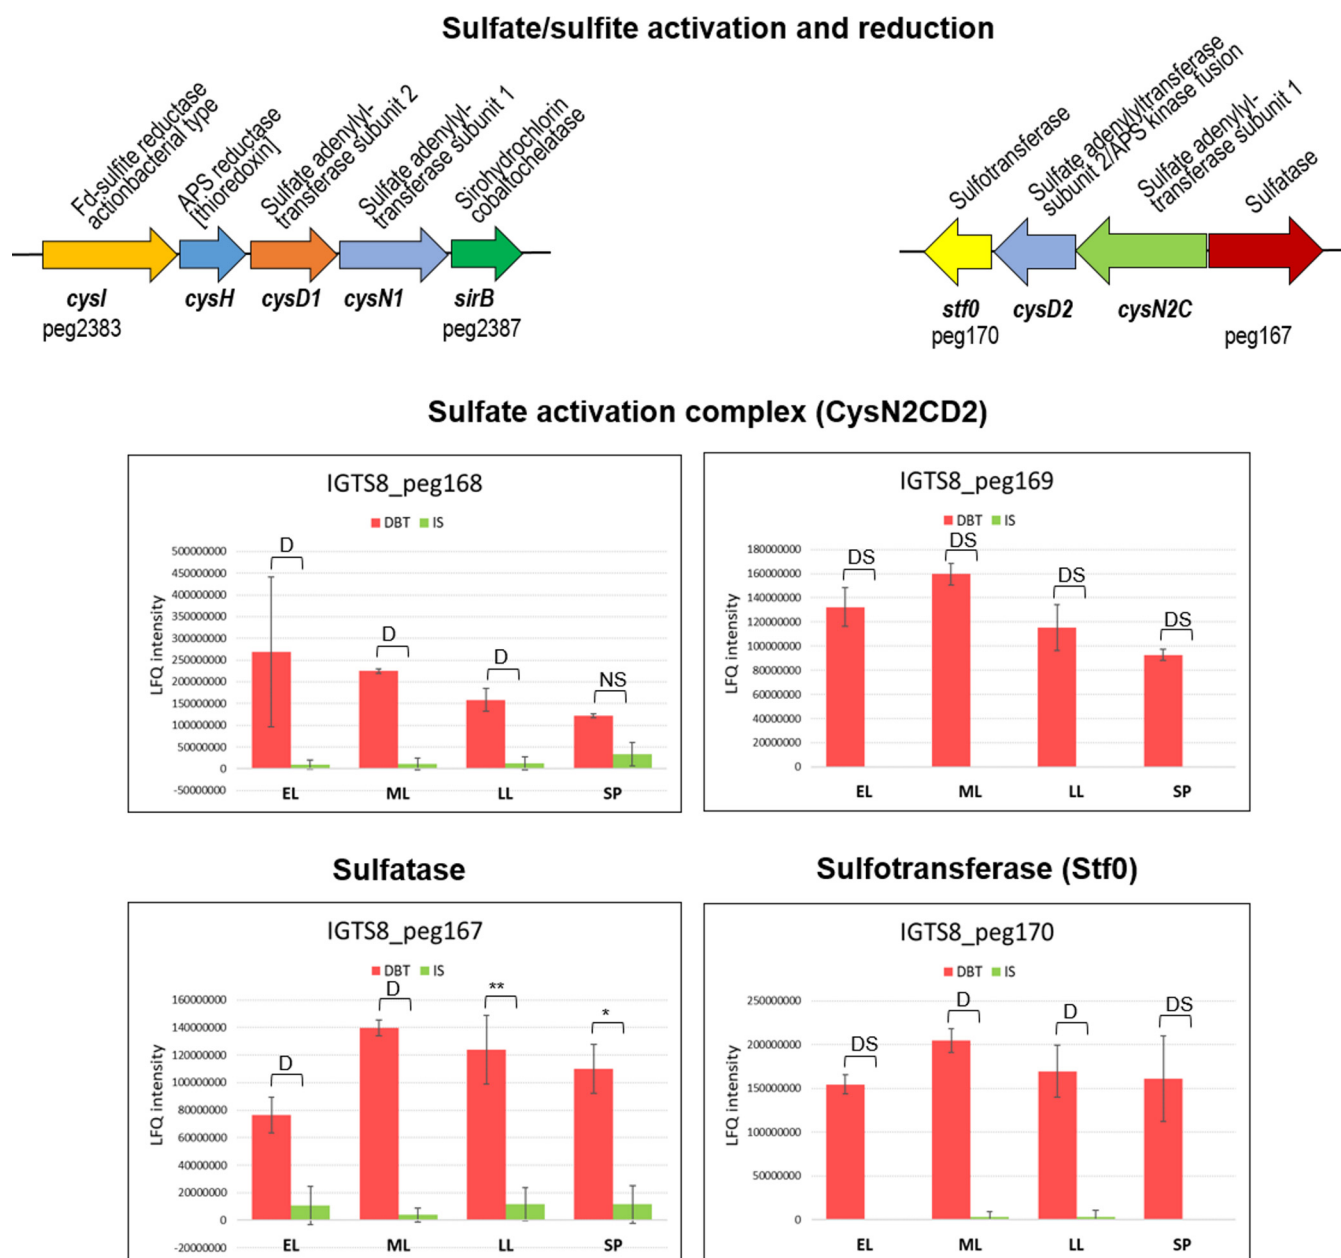 Sulfate/sulfite activation and reduction
Fd-sulfite reductase
actionbacterial type
APS reductase
[thioredoxin]
Sulfate adenylyl-
transferase subunit 2
Sulfate adenylyl-
transferase subunit 1
Sirohydrochlorin
cobaltochelatase
Sulfotransferase
Sulfate adenylyltransferase
subunit 2/APS kinase fusion
Sulfate adenylyl-
transferase subunit 1
Sulfatase
cysI
cysH
cysD1
cysN1
sirB
peg2383
peg2387
stf0
cysD2
cysN2C
peg170
peg167
Sulfate activation complex (CysN2CD2)
IGTS8_peg168
DBT IS
LFQ intensity
500000000
450000000
400000000
350000000
300000000
250000000
200000000
150000000
100000000
50000000
0
-50000000
D
D
D
NS
EL ML LL SP
IGTS8_peg169
DBT IS
LFQ intensity
180000000
160000000
140000000
120000000
100000000
80000000
60000000
40000000
20000000
0
DS
DS
DS
DS
EL ML LL SP
Sulfatase
IGTS8_peg167
DBT IS
LFQ intensity
160000000
140000000
120000000
100000000
80000000
60000000
40000000
20000000
0
-20000000
D
D
**
*
EL ML LL SP
Sulfotransferase (Stf0)
IGTS8_peg170
DBT IS
LFQ intensity
250000000
200000000
150000000
100000000
50000000
0
DS
D
D
DS
EL ML LL SP